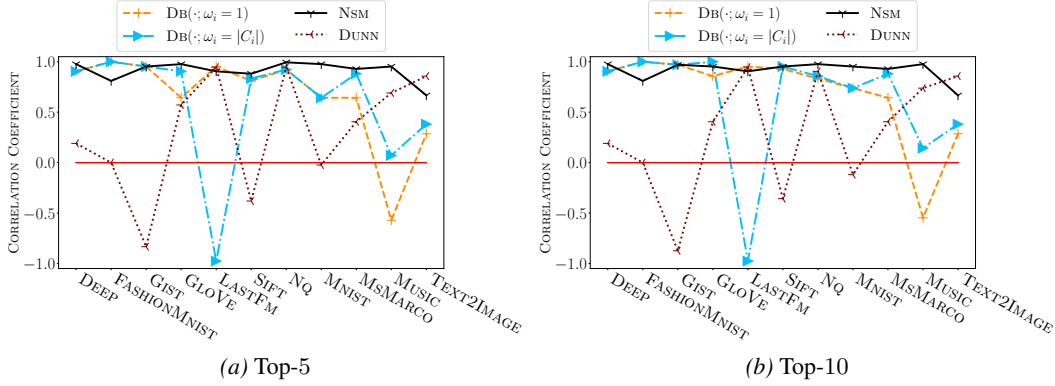 DB(·; ωᵢ = 1)
NSM
DB(·; ωᵢ = |Cᵢ|)
DUNN
CORRELATION COEFFICIENT
1.0
0.5
0.0
−0.5
−1.0
DEEP
FASHIONMNIST
GIST
GLOVE
LASTFM
SIFT
NQ
MNIST
MSMARCO
MUSIC
TEXT2IMAGE
(a) Top-5
DB(·; ωᵢ = 1)
NSM
DB(·; ωᵢ = |Cᵢ|)
DUNN
CORRELATION COEFFICIENT
1.0
0.5
0.0
−0.5
−1.0
DEEP
FASHIONMNIST
GIST
GLOVE
LASTFM
SIFT
NQ
MNIST
MSMARCO
MUSIC
TEXT2IMAGE
(b) Top-10